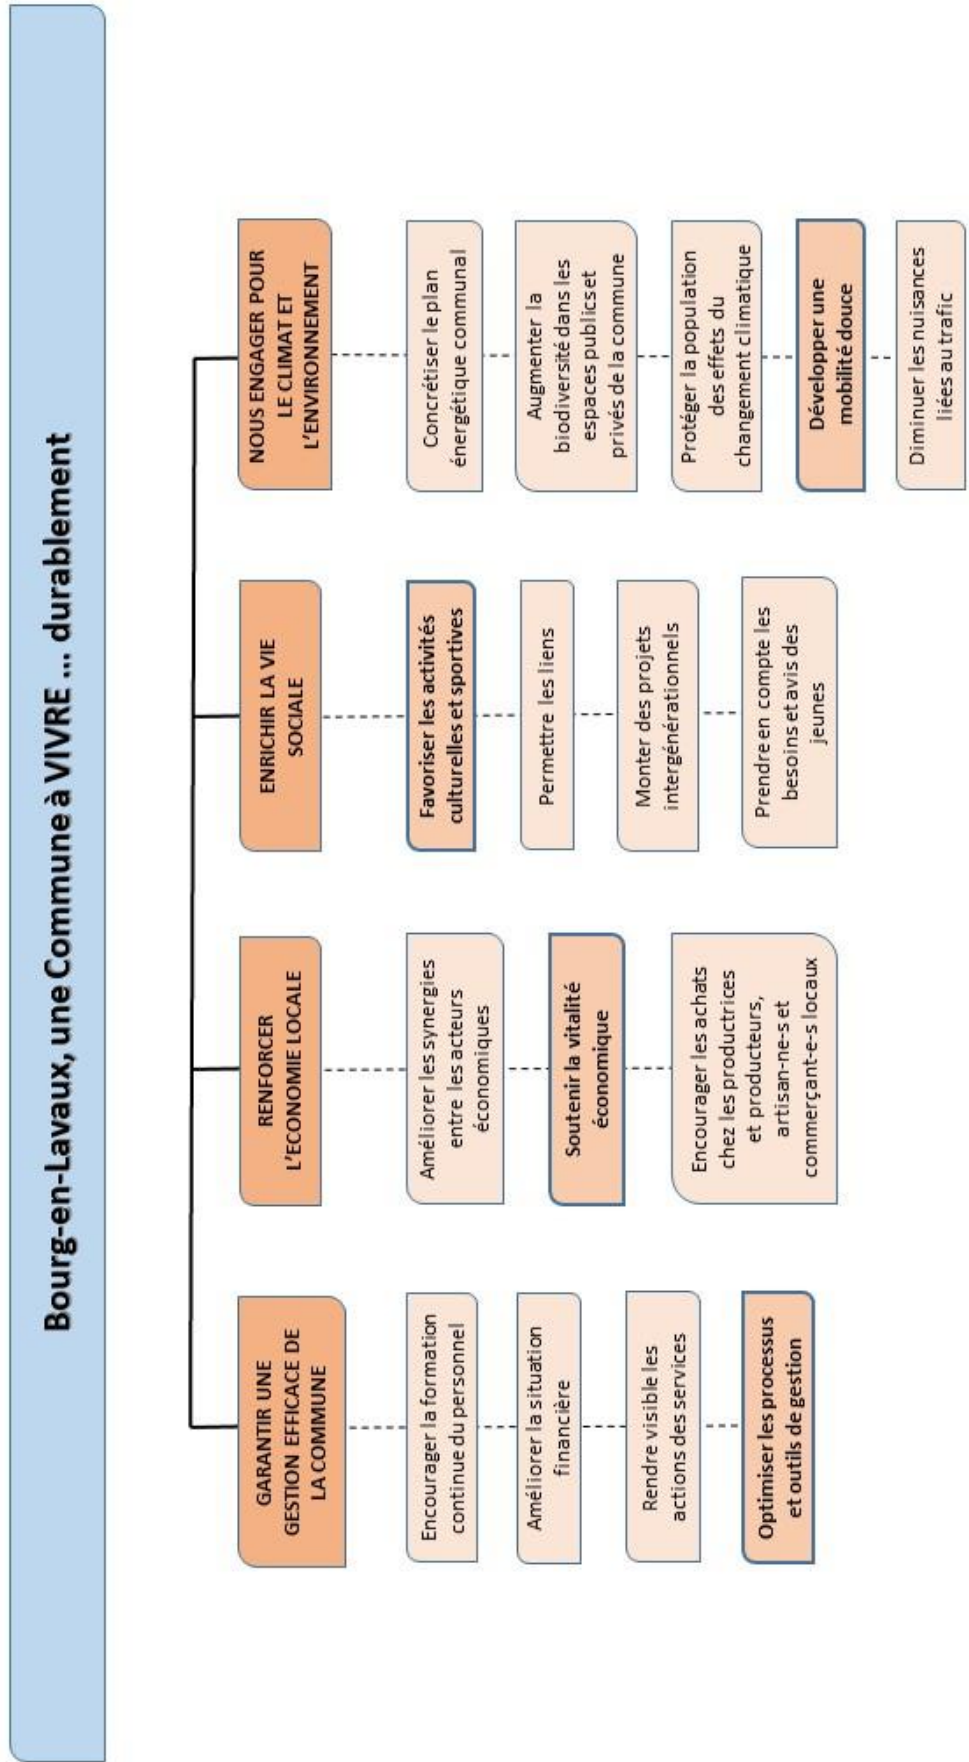 Bourg-en-Lavaux, une Commune à VIVRE ... durablement
GARANTIR UNE
GESTION EFFICACE DE
LA COMMUNE
Encourager la formation
continue du personnel
Améliorer la situation
financière
Rendre visible les
actions des services
Optimiser les processus
et outils de gestion
RENFORCER
L'ECONOMIE LOCALE
Améliorer les synergies
entre les acteurs
économiques
Soutenir la vitalité
économique
Encourager les achats
chez les productrices
et producteurs,
artisan-ne-s et
commerçant-e-s locaux
ENRICHIR LA VIE
SOCIALE
Favoriser les activités
culturelles et sportives
Permettre les liens
Monter des projets
intergénérationnels
Prendre en compte les
besoins et avis des
jeunes
NOUS ENGAGER POUR
LE CLIMAT ET
L'ENVIRONNEMENT
Concrétiser le plan
énergétique communal
Augmenter la
biodiversité dans les
espaces publics et
privés de la commune
Protéger la population
des effets du
changement climatique
Développer une
mobilité douce
Diminuer les nuisances
liées au trafic